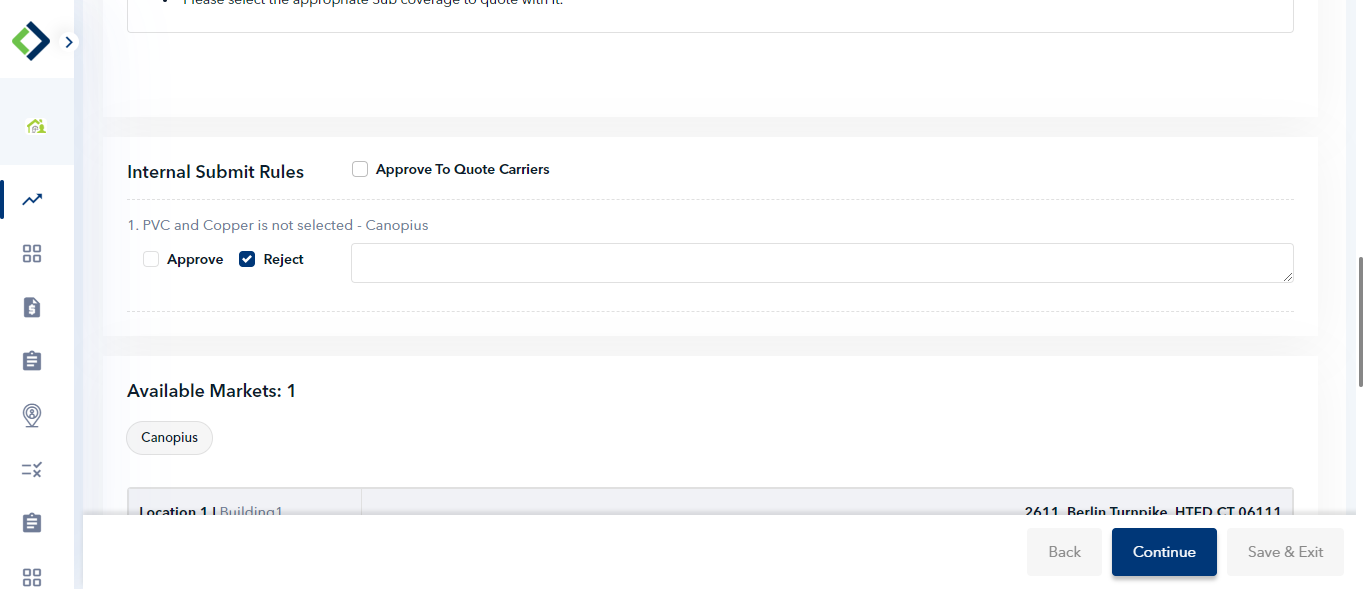 Please select the appropriate Sub coverage to quote with it.
Internal Submit Rules
Approve To Quote Carriers
1. PVC and Copper is not selected - Canopius
Approve
Reject
Available Markets: 1
Canopius
Location 1 | Building1
2611, Berlin Turnpike, HTFD CT 06111
Back
Continue
Save & Exit